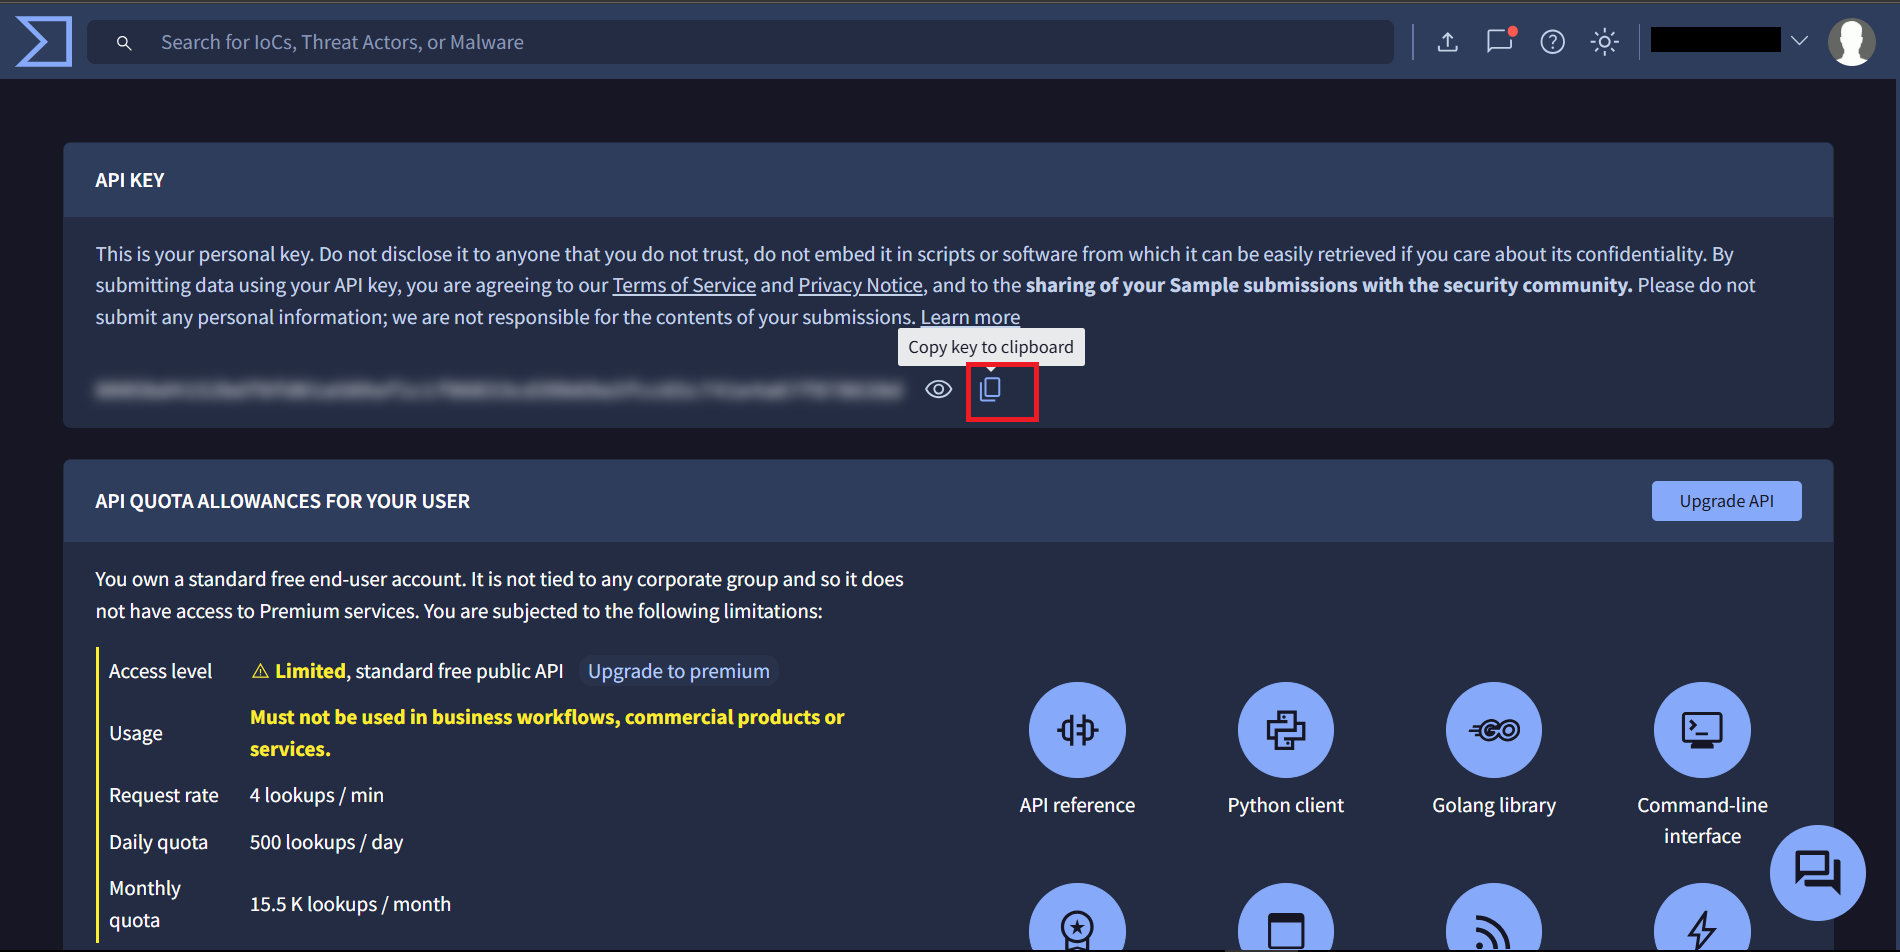 Search for IoCs, Threat Actors, or Malware
API KEY
This is your personal key. Do not disclose it to anyone that you do not trust, do not embed it in scripts or software from which it can be easily retrieved if you care about its confidentiality. By
submitting data using your API key, you are agreeing to our Terms of Service and Privacy Notice, and to the sharing of your Sample submissions with the security community. Please do not
submit any personal information; we are not responsible for the contents of your submissions. Learn more
Copy key to clipboard
API QUOTA ALLOWANCES FOR YOUR USER
Upgrade API
You own a standard free end-user account. It is not tied to any corporate group and so it does
not have access to Premium services. You are subjected to the following limitations:
Access level Limited, standard free public API Upgrade to premium
Usage Must not be used in business workflows, commercial products or
services.
Request rate 4 lookups / min
Daily quota 500 lookups / day
Monthly
quota 15.5 K lookups / month
GO
API reference Python client Golang library Command-line
interface